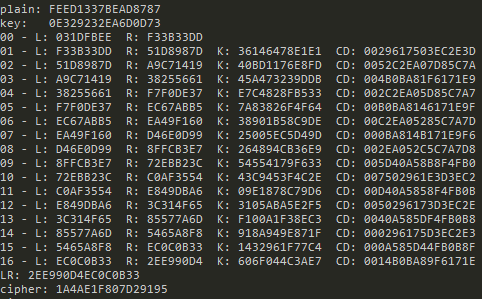 plain: FEED1337BEAD8787
key:   0E329232EA6D0D73
00 - L: 031DFBEE  R: F33B33DD
01 - L: F33B33DD  R: 51D8987D  K: 36146478E1E1  CD: 0029617503EC2E3D
02 - L: 51D8987D  R: A9C71419  K: 40BD1176E8FD  CD: 0052C2EA07D85C7A
03 - L: A9C71419  R: 38255661  K: 45A473239DDB  CD: 004B0BA81F6171E9
04 - L: 38255661  R: F7F0DE37  K: E7C4828FB533  CD: 002C2EA05D85C7A7
05 - L: F7F0DE37  R: EC67ABB5  K: 7A83826F4F64  CD: 00B0BA8146171E9F
06 - L: EC67ABB5  R: EA49F160  K: 38901B58C9DE  CD: 00C2EA05285C7A7D
07 - L: EA49F160  R: D46E0D99  K: 25005EC5D49D  CD: 000BA814B171E9F6
08 - L: D46E0D99  R: 8FFCB3E7  K: 264894CB36E9  CD: 002EA052C5C7A7D8
09 - L: 8FFCB3E7  R: 72EBB23C  K: 54554179F633  CD: 005D40A58B8F4FB0
10 - L: 72EBB23C  R: C0AF3554  K: 43C9453F4C2E  CD: 007502961E3D3EC2
11 - L: C0AF3554  R: E849DBA6  K: 09E1878C79D6  CD: 00D40A5858F4FB0B
12 - L: E849DBA6  R: 3C314F65  K: 3105ABA5E2F5  CD: 0050296173D3EC2E
13 - L: 3C314F65  R: 85577A6D  K: F100A1F38EC3  CD: 0040A585DF4FB0B8
14 - L: 85577A6D  R: 5465A8F8  K: 918A949E871F  CD: 000296175D3EC2E3
15 - L: 5465A8F8  R: EC0C0B33  K: 1432961F77C4  CD: 000A585D44FB0B8F
16 - L: EC0C0B33  R: 2EE990D4  K: 606F044C3AE7  CD: 0014B0BA89F6171E
LR: 2EE990D4EC0C0B33
cipher: 1A4AE1F807D29195